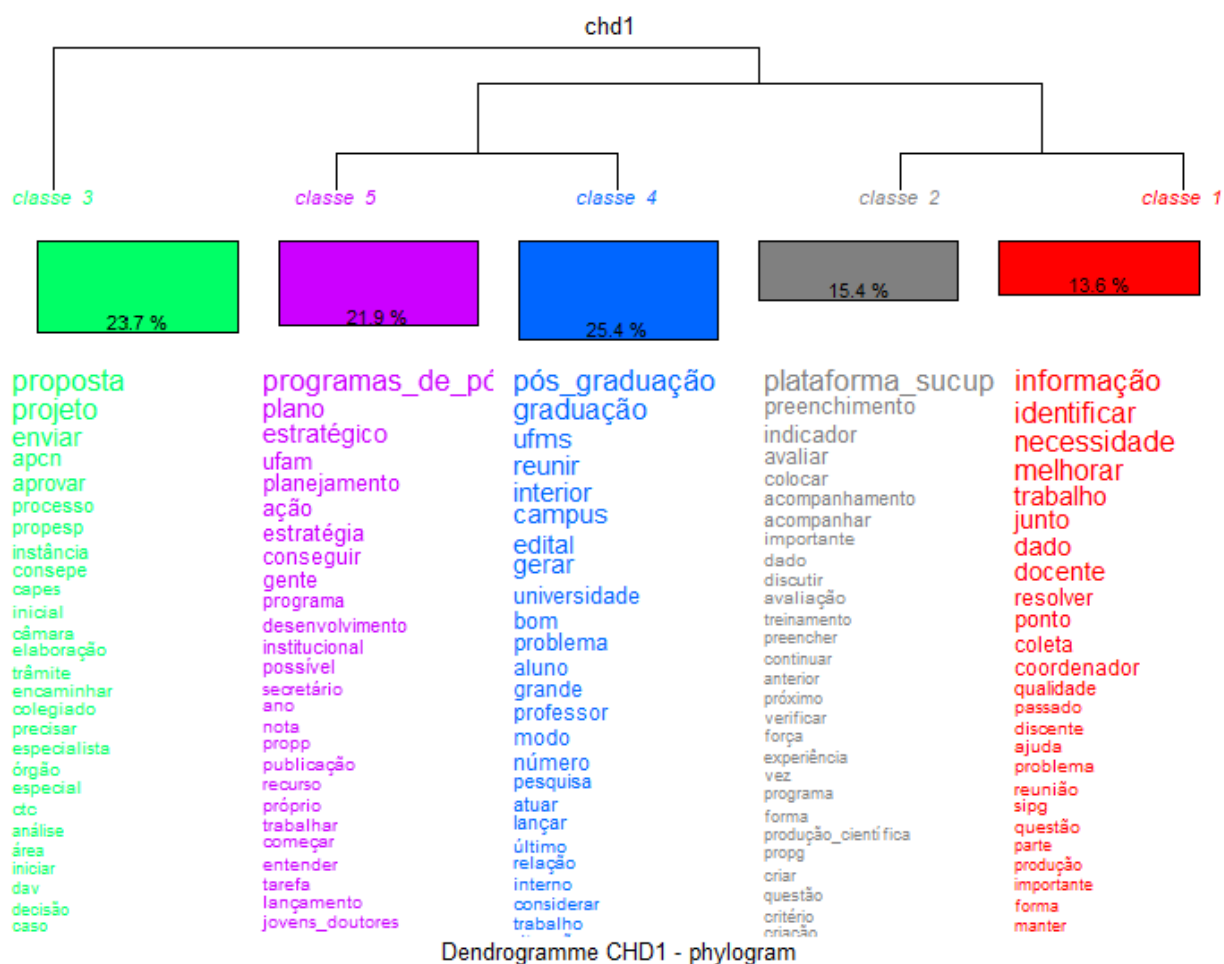 chd1
classe 3
classe 5
classe 4
classe 2
classe 1
23.7 %
21.9 %
25.4 %
15.4 %
13.6 %
proposta
projeto
enviar
apcn
aprovar
processo
propesp
instância
consepe
capes
inicial
câmara
elaboração
trâmite
encaminhar
colegiado
precisar
especialista
órgão
especial
ctc
análise
área
iniciar
dav
decisão
caso
programas_de_pó
plano
estratégico
ufam
planejamento
ação
estratégia
conseguir
gente
programa
desenvolvimento
institucional
possível
secretário
ano
nota
propp
publicação
recurso
próprio
trabalhar
começar
entender
tarefa
lançamento
jovens_doutores
pós_graduação
graduação
ufms
reunir
interior
campus
edital
gerar
universidade
bom
problema
aluno
grande
professor
modo
número
pesquisa
atuar
lançar
último
relação
interno
considerar
trabalho
plataforma_sucup
preenchimento
indicador
avaliar
colocar
acompanhamento
acompanhar
importante
dado
discutir
avaliação
treinamento
preencher
continuar
anterior
próximo
verificar
força
experiência
vez
programa
forma
produção_científica
propg
criar
questão
critério
criação
informação
identificar
necessidade
melhorar
trabalho
junto
dado
docente
resolver
ponto
coleta
coordenador
qualidade
passado
discente
ajuda
problema
reunião
sipg
questão
parte
produção
importante
forma
manter
Dendrogramme CHD1 - phylogram